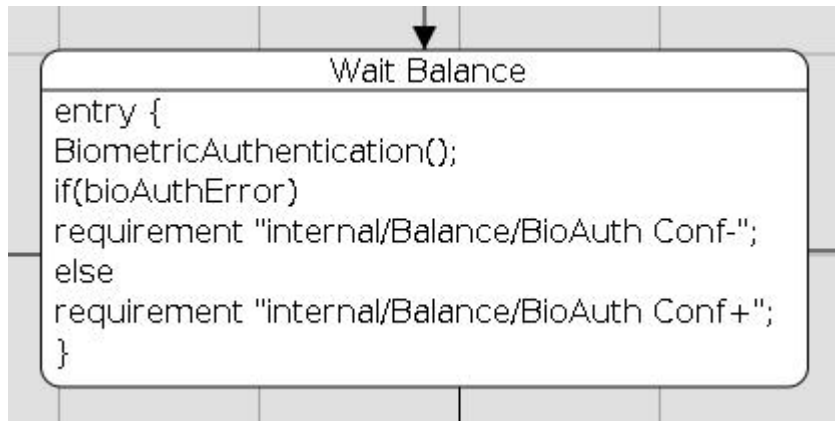 Wait Balance
entry {
BiometricAuthentication();
if(bioAuthError)
requirement "internal/Balance/BioAuth Conf-";
else
requirement "internal/Balance/BioAuth Conf+";
}